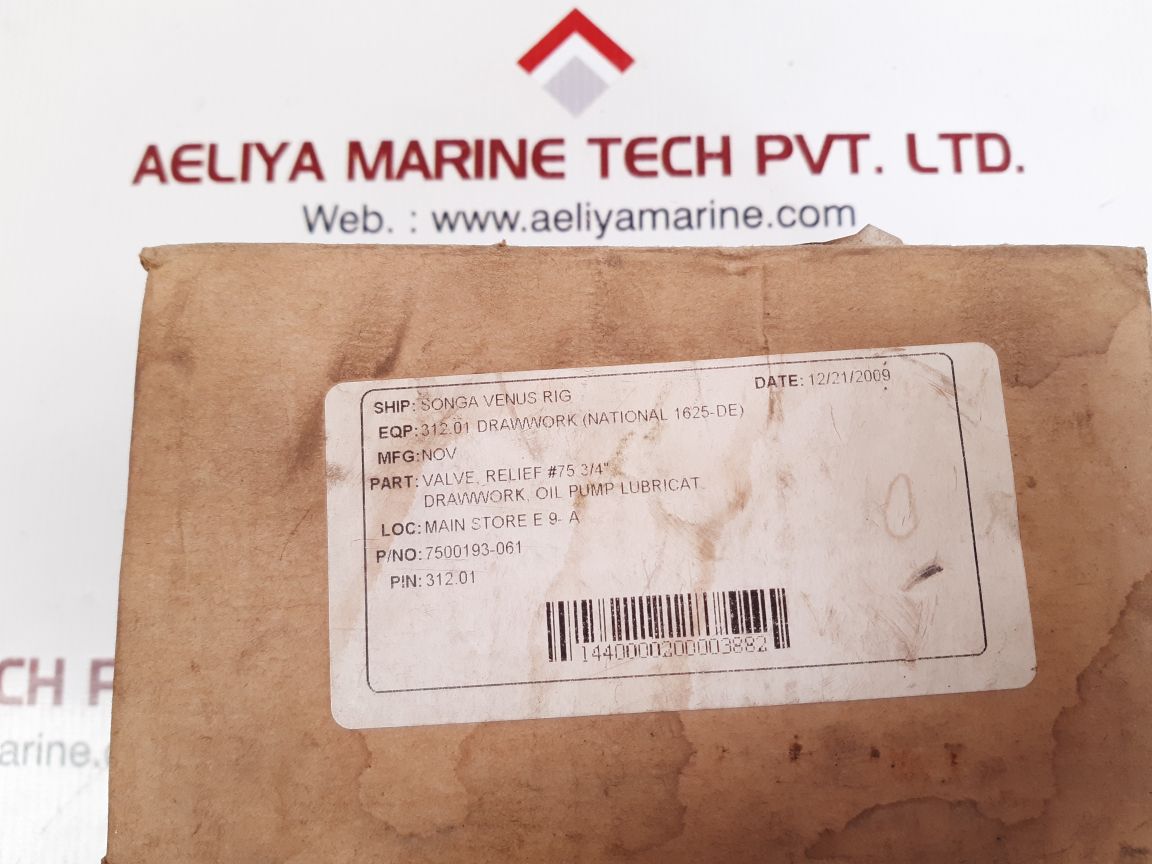 AELIYA MARINE TECH PVT. LTD.
Web. : www.aeliyamarine.com
SHIP: SONGA VENUS RIG DATE: 12/21/2009
EQP: 312.01 DRAWWORK (NATIONAL 1625-DE)
MFG: NOV
PART: VALVE, RELIEF #75 3/4"
DRAWWORK, OIL PUMP LUBRICAT
LOC: MAIN STORE E 9- A
P/NO: 7500193-061
PIN: 312.01
1440000200003882
CH P
arine.c